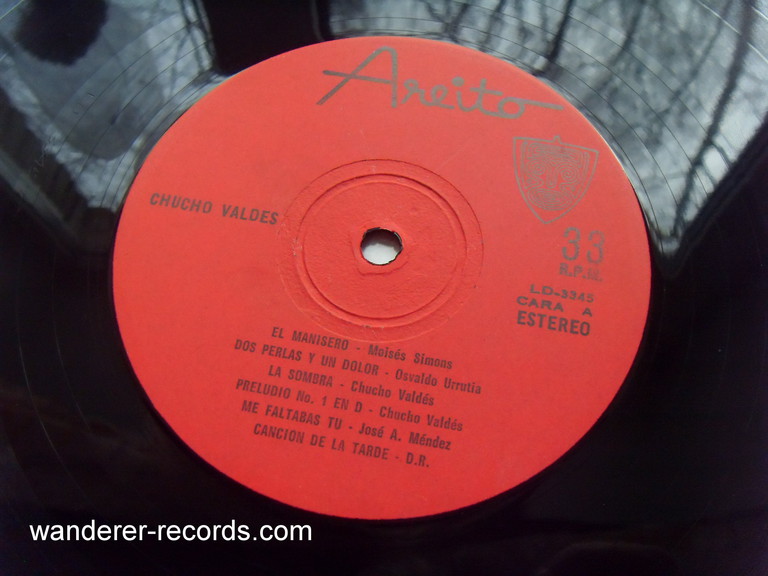 Areito
CHUCHO VALDES
33
R.P.M.
LD-3345
CARA A
ESTEREO
EL MANISERO - Moisés Simons
DOS PERLAS Y UN DOLOR - Osvaldo Urrutia
LA SOMBRA - Chucho Valdés
PRELUDIO No. 1 EN D - Chucho Valdés
ME FALTABAS TU - José A. Méndez
CANCION DE LA TARDE - D.R.
wanderer-records.com